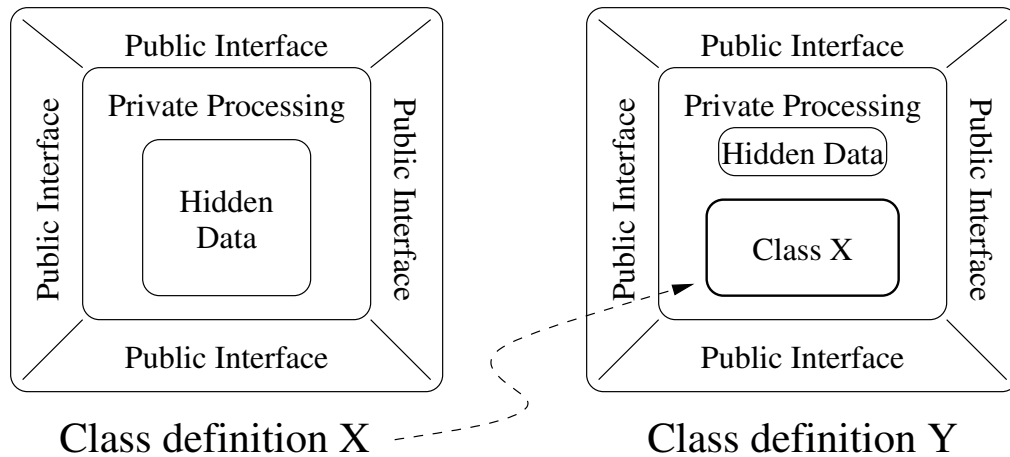 Public Interface
Private Processing
Public Interface
Public Interface
Hidden
Data
Public Interface
Class definition X
Public Interface
Private Processing
Hidden Data
Public Interface
Public Interface
Class X
Public Interface
Class definition Y